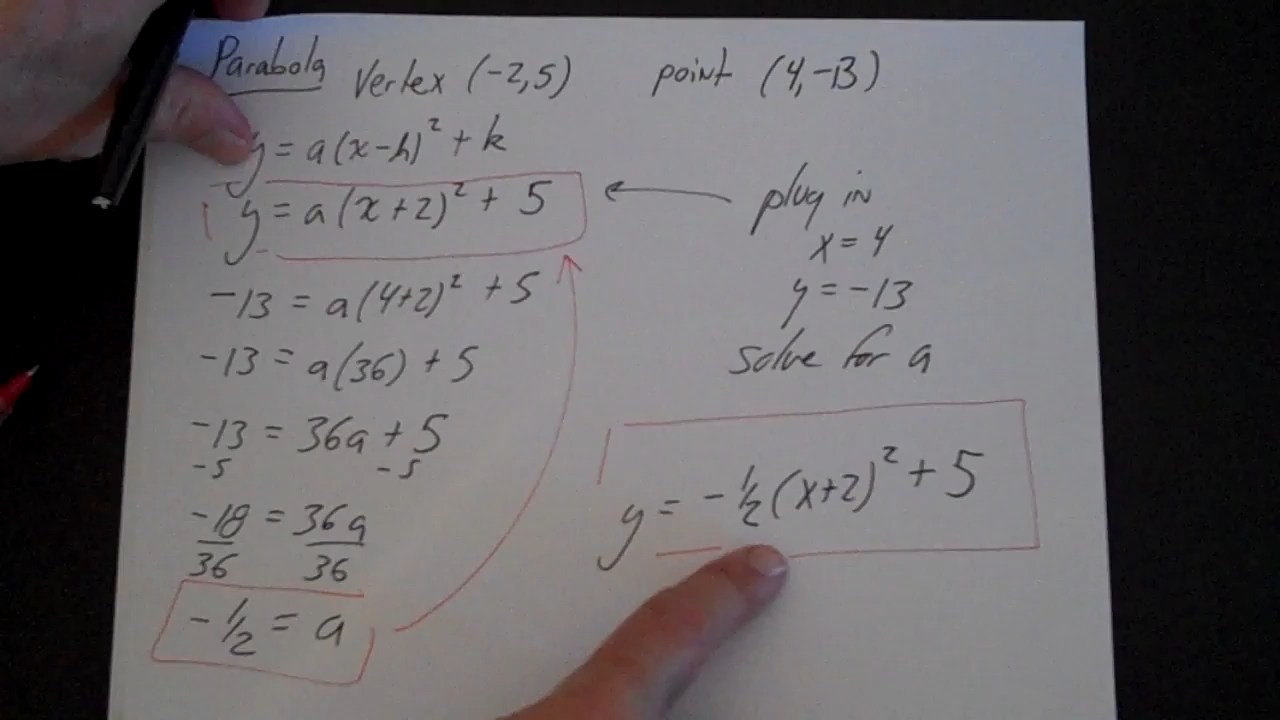 Parabola Vertex (-2,5) point (4,-13)
y = a(x-h)² + k
y = a(x+2)² + 5
-13 = a(4+2)² + 5
-13 = a(36) + 5
-13 = 36a + 5
-5 -5
-18 = 36a
36 36
-1/2 = a
plug in
x = 4
y = -13
solve for a
y = -1/2(x+2)² + 5